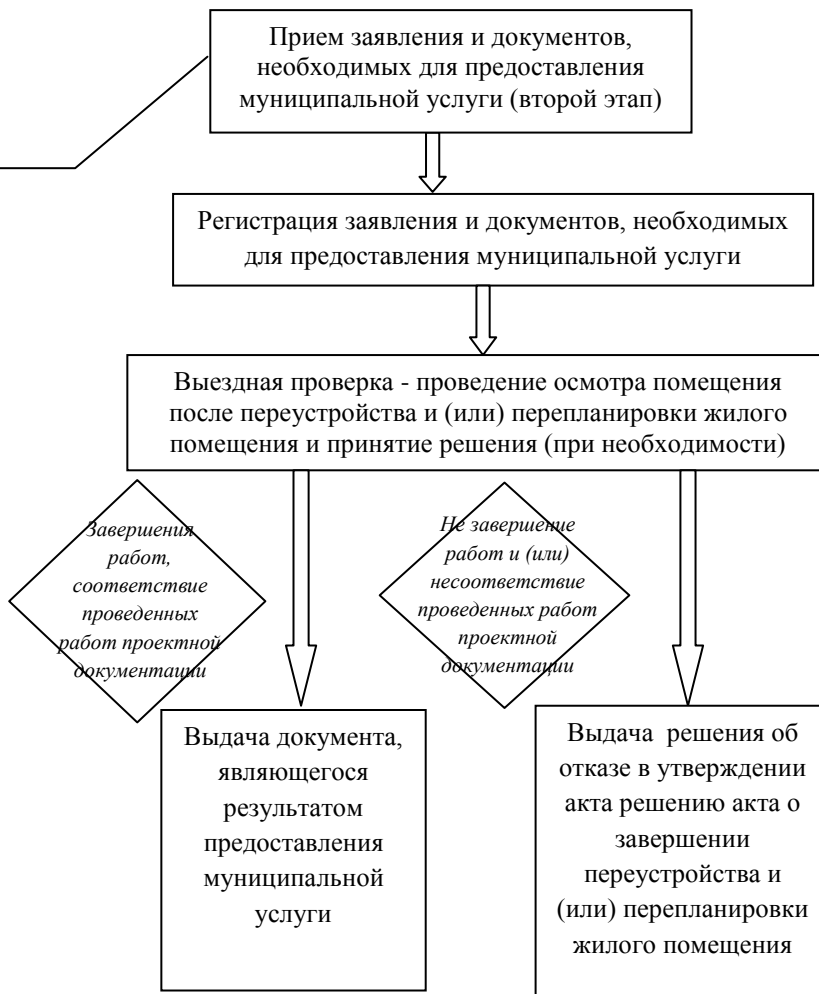 Прием заявления и документов,
необходимых для предоставления
муниципальной услуги (второй этап)
Регистрация заявления и документов, необходимых
для предоставления муниципальной услуги
Выездная проверка - проведение осмотра помещения
после переустройства и (или) перепланировки жилого
помещения и принятие решения (при необходимости)
Завершения
работ,
соответствие
проведенных
работ проектной
документации
Не завершение
работ и (или)
несоответствие
проведенных работ
проектной
документации
Выдача документа,
являющегося
результатом
предоставления
муниципальной
услуги
Выдача решения об
отказе в утверждении
акта решению акта о
завершении
переустройства и
(или) перепланировки
жилого помещения